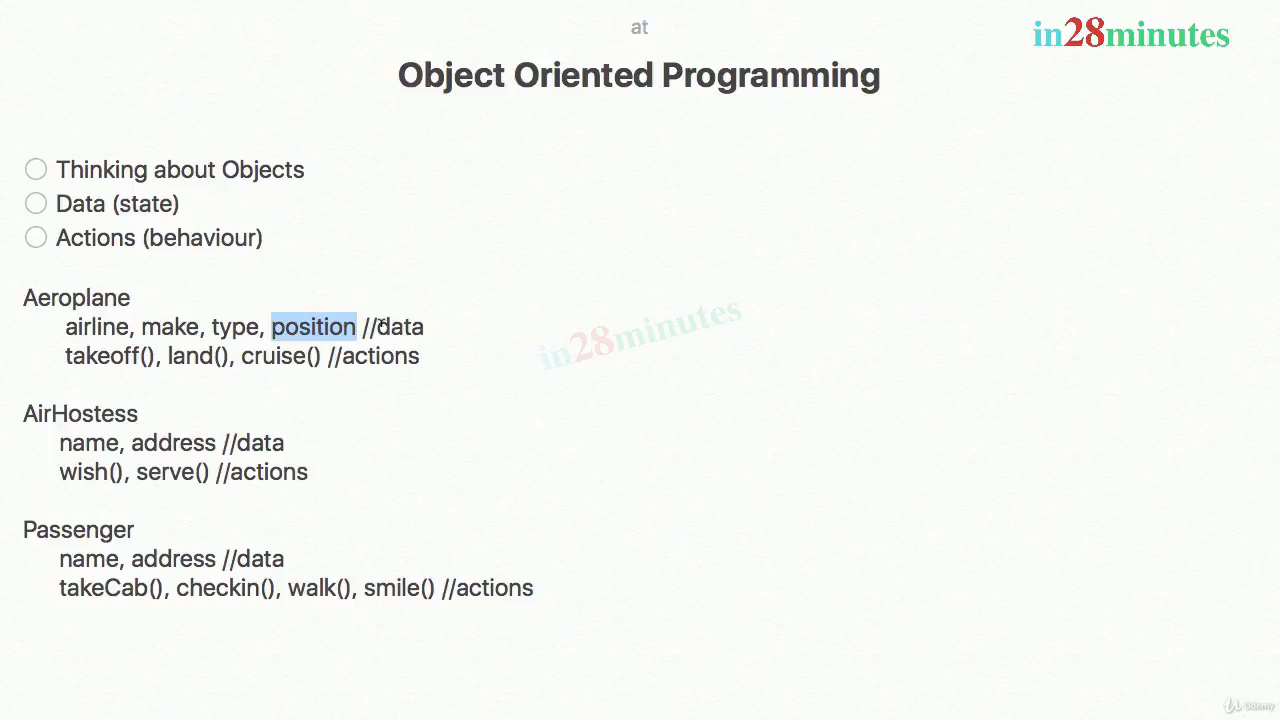 at
in28minutes
Object Oriented Programming
Thinking about Objects
Data (state)
Actions (behaviour)
Aeroplane
airline, make, type, position //data
takeoff(), land(), cruise() //actions
in28minutes
AirHostess
name, address //data
wish(), serve() //actions
Passenger
name, address //data
takeCab(), checkin(), walk(), smile() //actions
Udemy